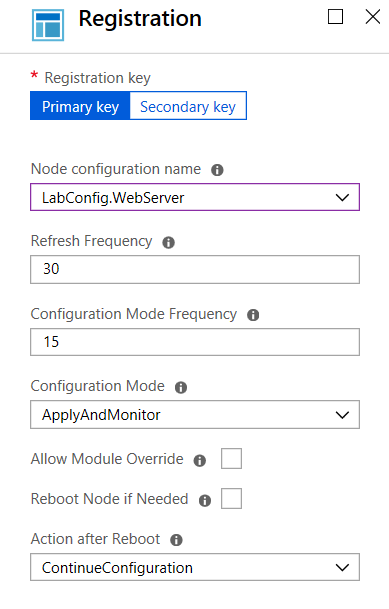 Registration
* Registration key
Primary key Secondary key
Node configuration name
LabConfig.WebServer
Refresh Frequency
30
Configuration Mode Frequency
15
Configuration Mode
ApplyAndMonitor
Allow Module Override
Reboot Node if Needed
Action after Reboot
ContinueConfiguration